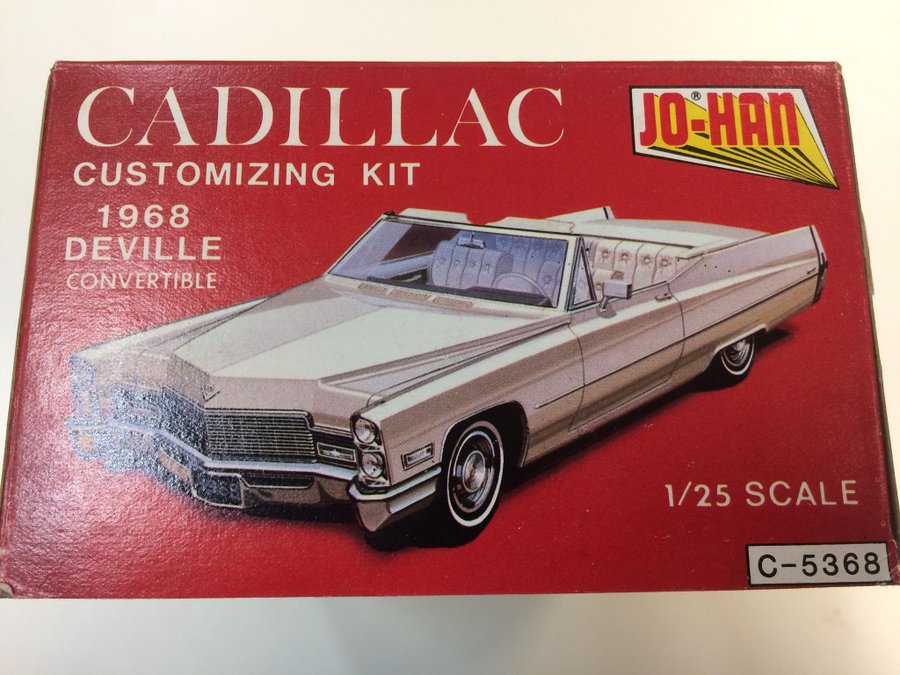 CADILLAC
JO-HAN®
CUSTOMIZING KIT
1968
DEVILLE
CONVERTIBLE
1/25 SCALE
C-5368